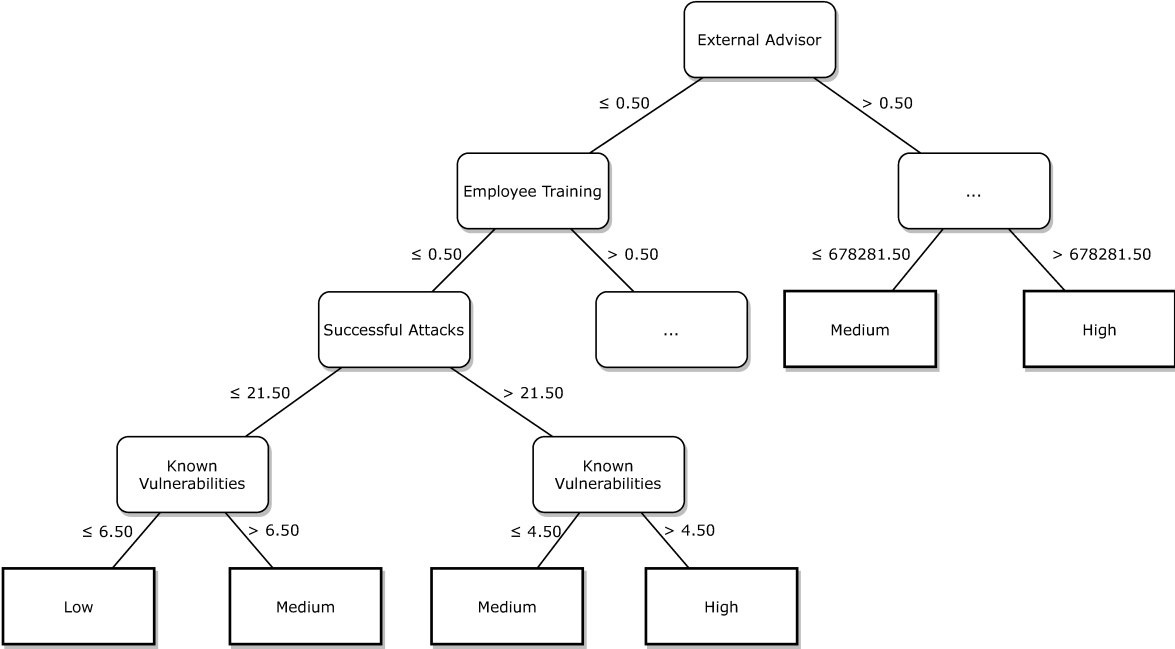 External Advisor
≤ 0.50
> 0.50
Employee Training
...
≤ 0.50
> 0.50
≤ 678281.50
> 678281.50
Successful Attacks
...
Medium
High
≤ 21.50
> 21.50
Known
Vulnerabilities
Known
Vulnerabilities
≤ 6.50
> 6.50
≤ 4.50
> 4.50
Low
Medium
Medium
High